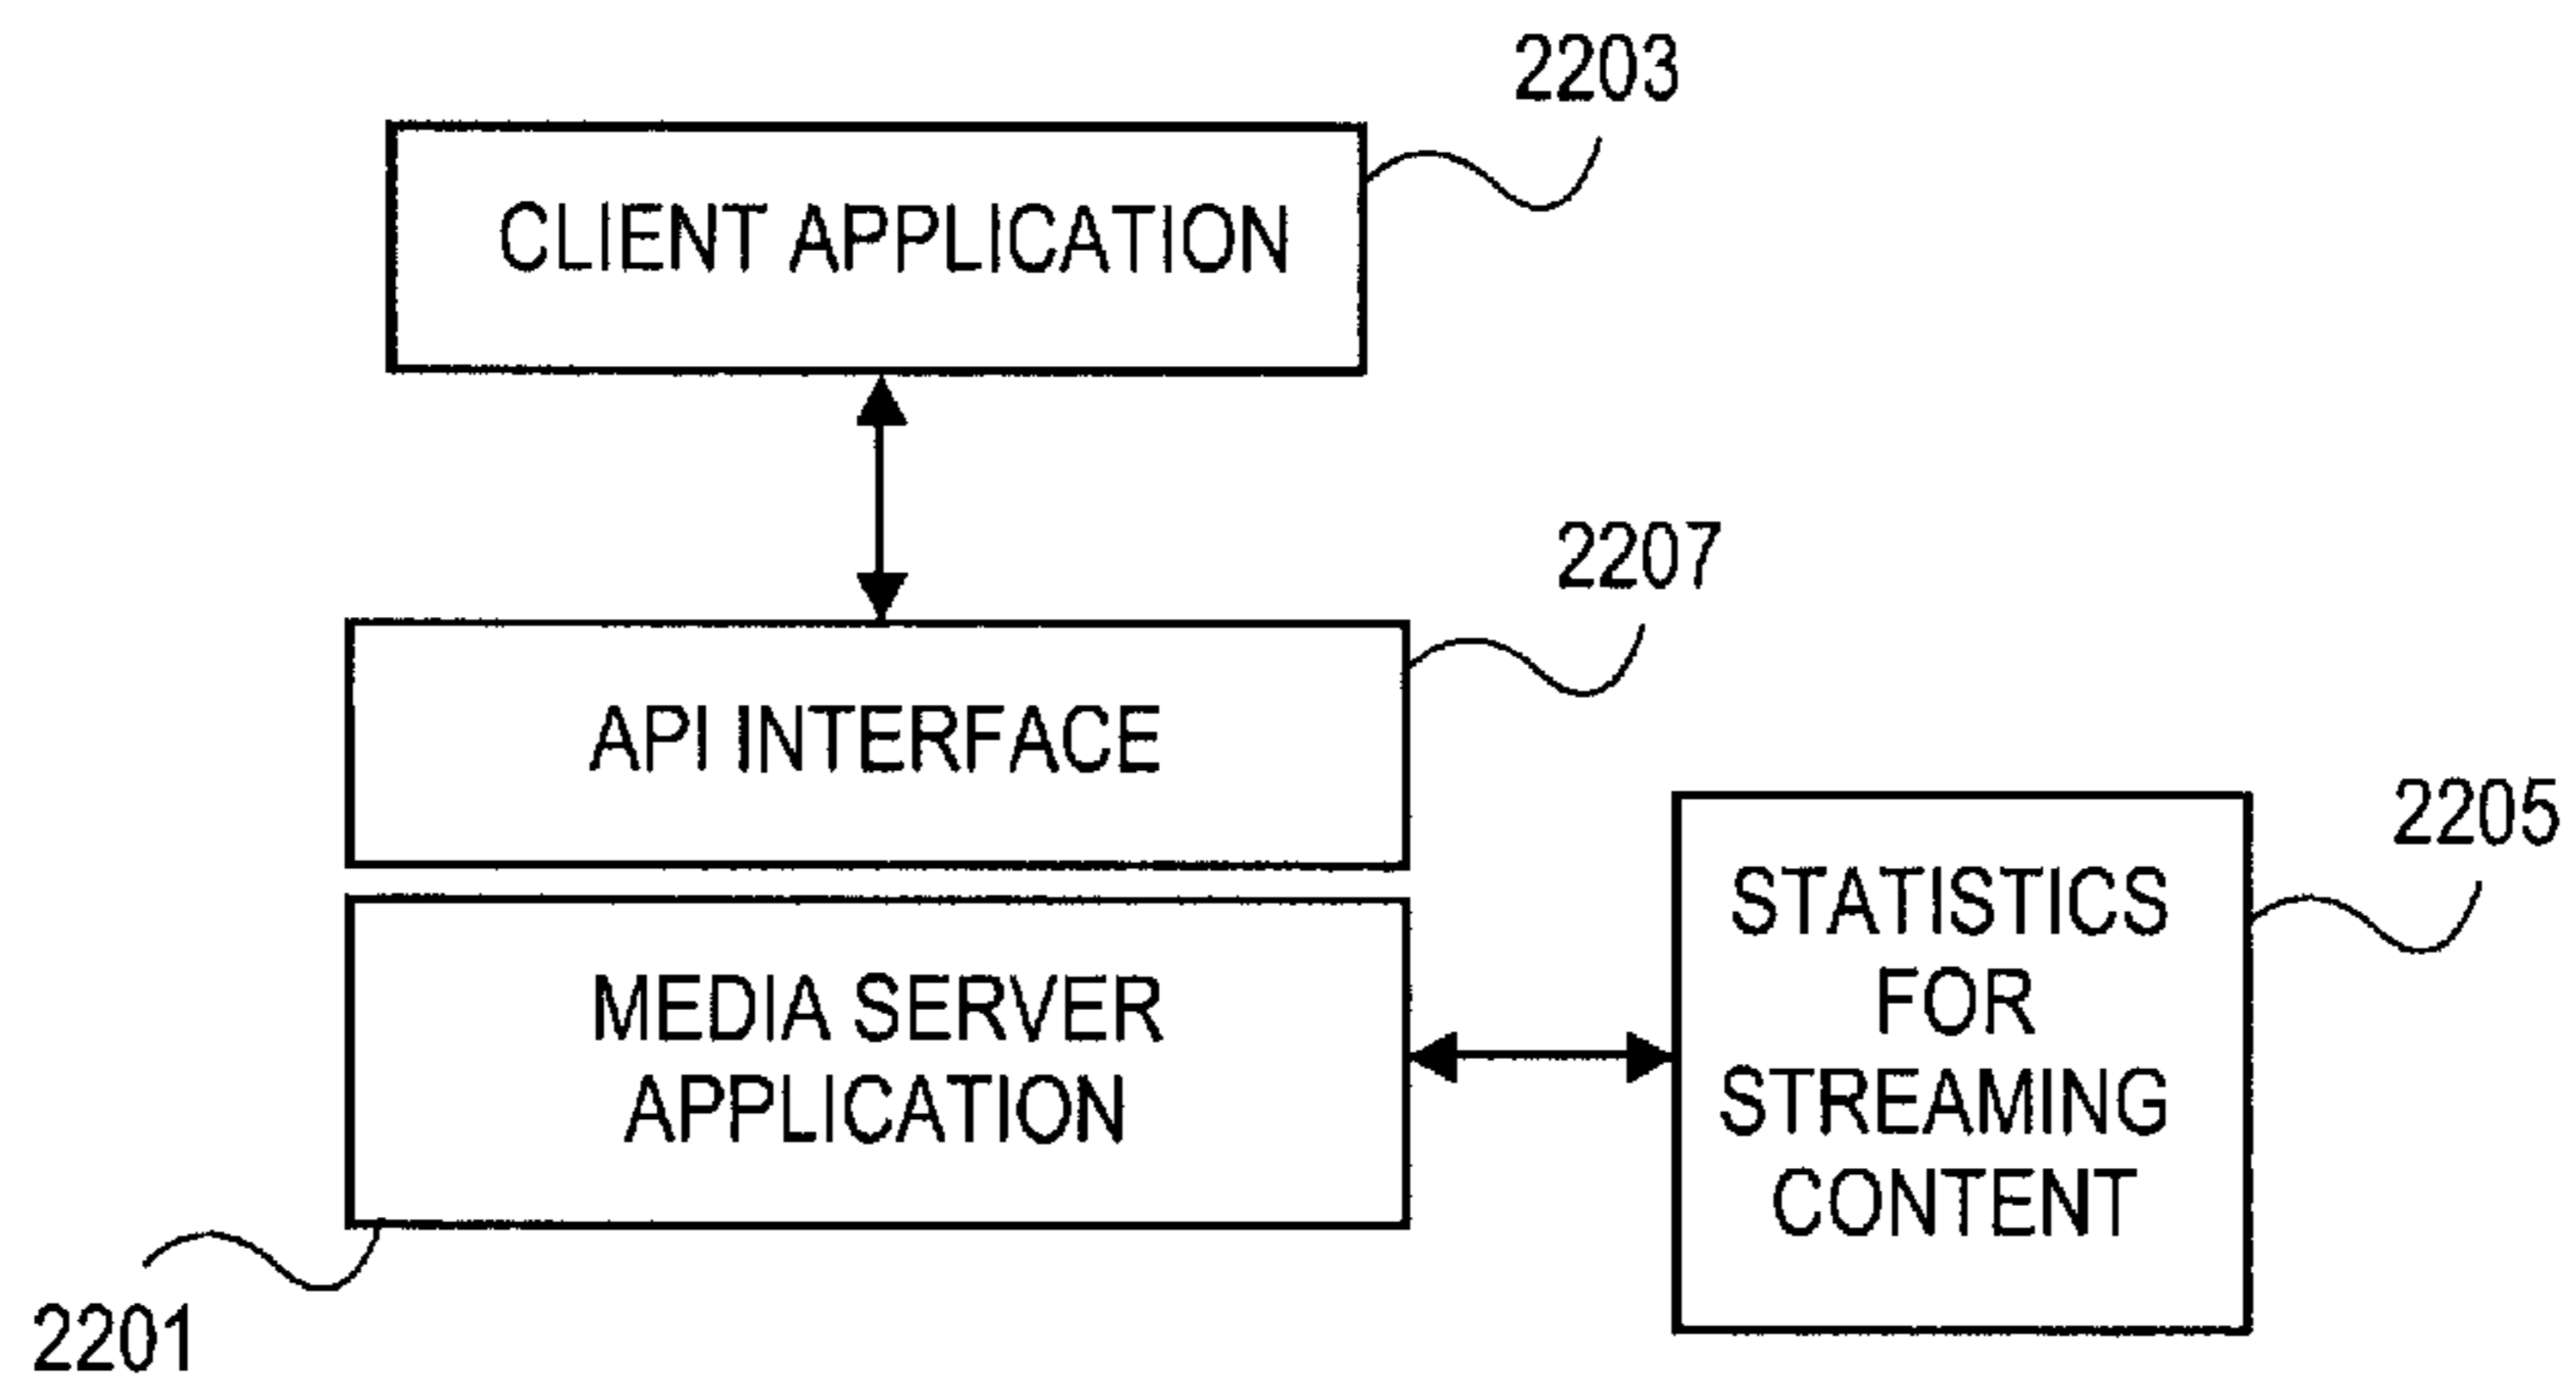 2203
CLIENT APPLICATION
2207
API INTERFACE
2205
STATISTICS
FOR
STREAMING
CONTENT
MEDIA SERVER
APPLICATION
2201